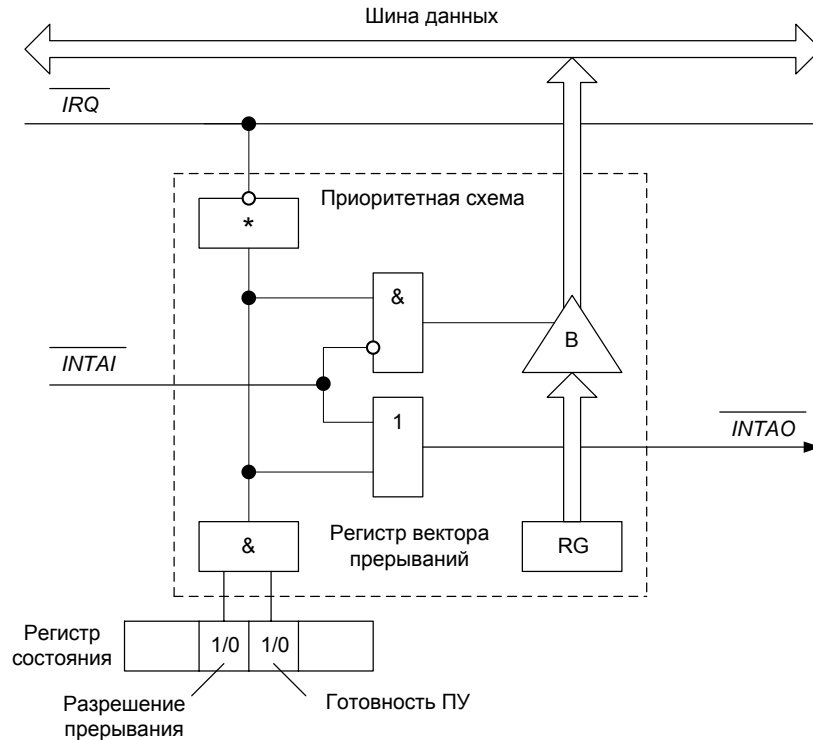 Шина данных
IRQ
Приоритетная схема
*
&
B
INTAI
1
INTAO
&
Регистр вектора
прерываний
RG
Регистр
состояния
1/0
1/0
Разрешение
прерывания
Готовность ПУ